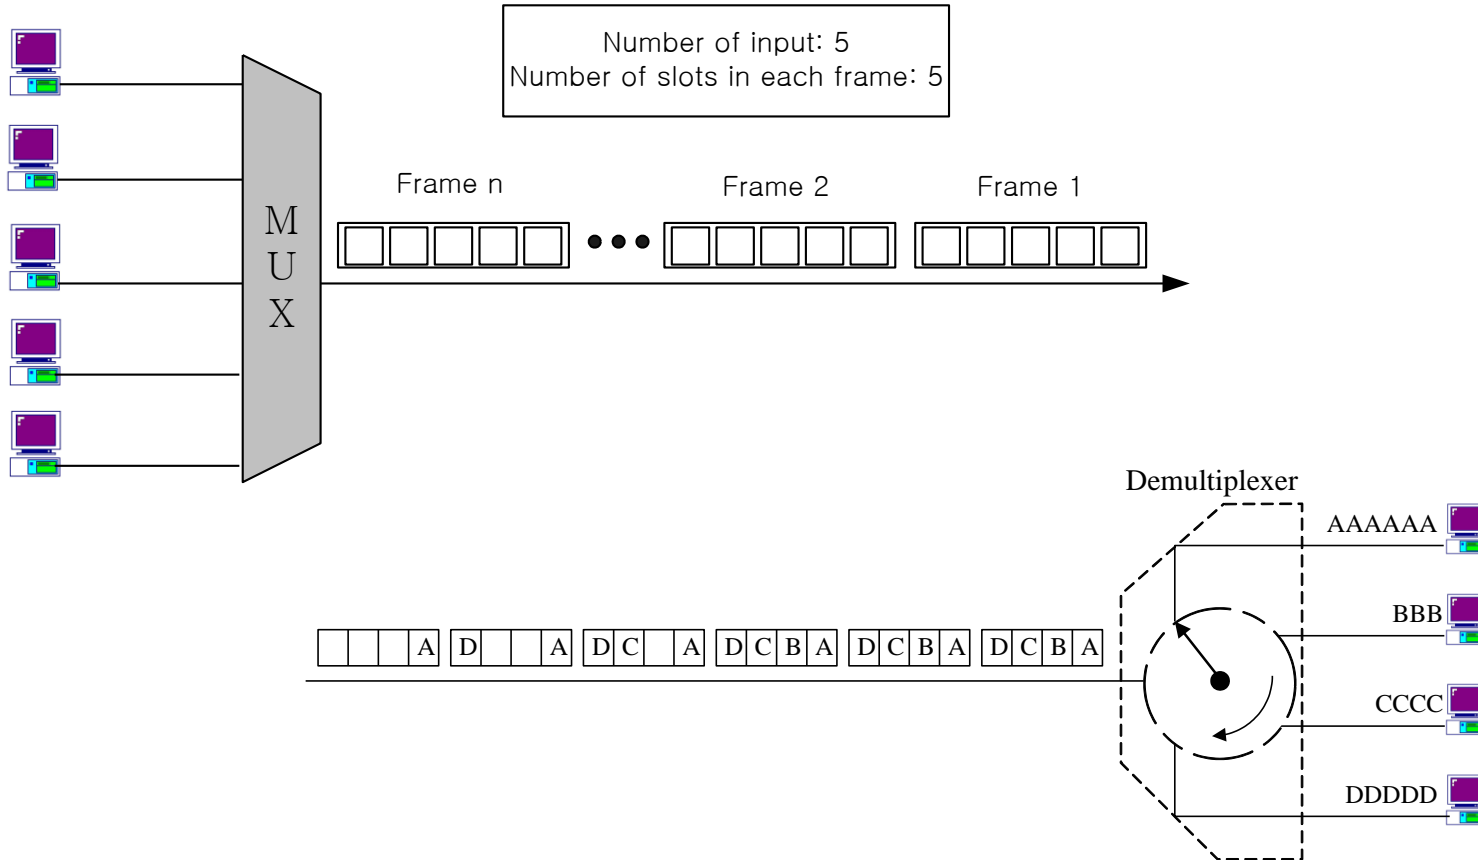 Number of input: 5
Number of slots in each frame: 5
Frame n
Frame 2
Frame 1
M
U
X
Demultiplexer
AAAAAA
BBB
A D A D C A D C B A D C B A D C B A
CCCC
DDDDD